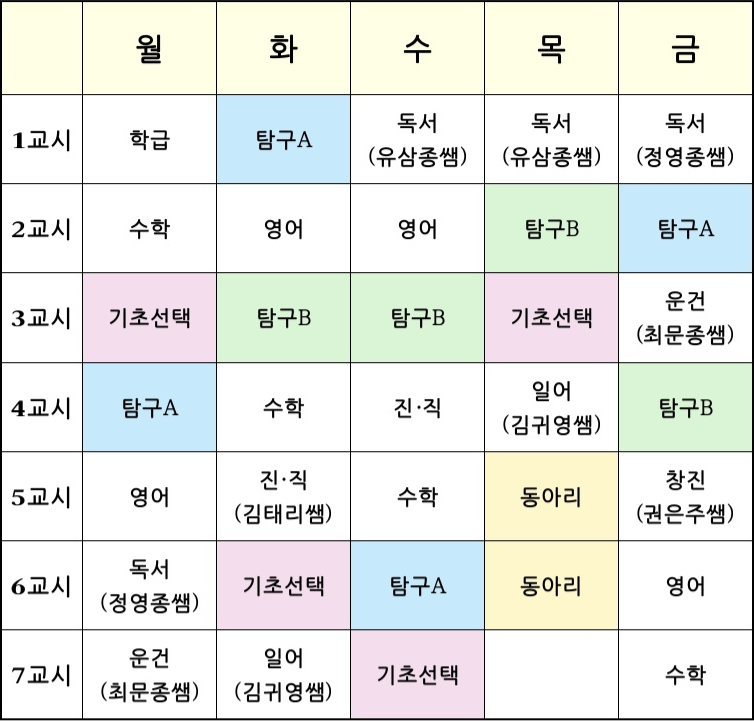 월 화 수 목 금
1교시 학급 탐구A 독서 (유삼종쌤) 독서 (유삼종쌤) 독서 (정영종쌤)
2교시 수학 영어 영어 탐구B 탐구A
3교시 기초선택 탐구B 탐구B 기초선택 운건 (최문종쌤)
4교시 탐구A 수학 진·직 일어 (김귀영쌤) 탐구B
5교시 영어 진·직 (김태리쌤) 수학 동아리 창진 (권은주쌤)
6교시 독서 (정영종쌤) 기초선택 탐구A 동아리 영어
7교시 운건 (최문종쌤) 일어 (김귀영쌤) 기초선택 수학